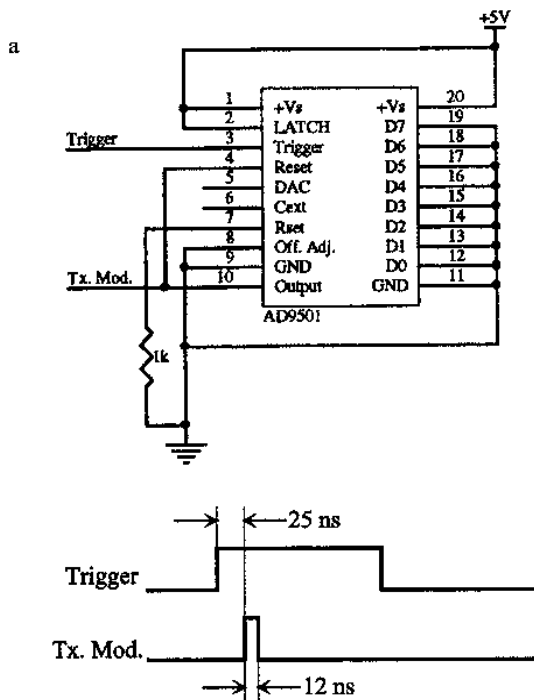 a
+5V
1 +Vs +Vs 20
2 LATCH D7 19
Trigger 3 Trigger D6 18
4 Reset D5 17
5 DAC D4 16
6 Cext D3 15
7 Rset D2 14
8 Off. Adj. D1 13
9 GND D0 12
Tx. Mod. 10 Output GND 11
AD9501
1k
25 ns
Trigger
Tx. Mod.
12 ns